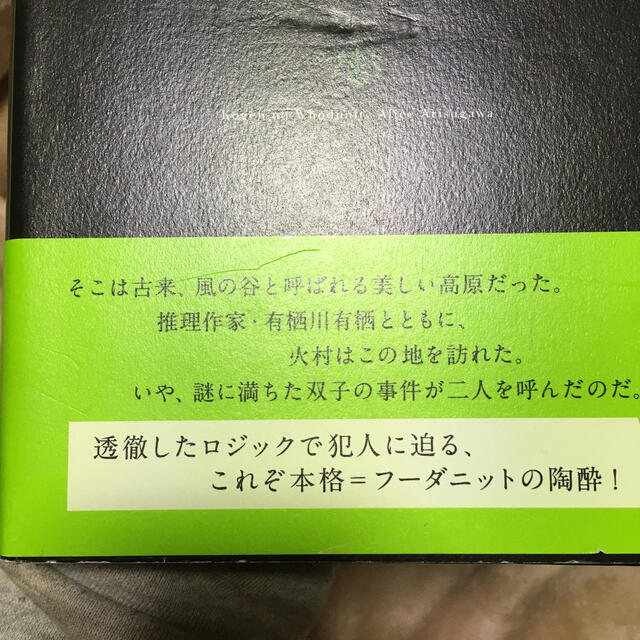 Kogen no Whodunit Alice Arisugawa
そこは古来、風の谷と呼ばれる美しい高原だった。
推理作家・有栖川有栖とともに、
火村はこの地を訪れた。
いや、謎に満ちた双子の事件が二人を呼んだのだ。
透徹したロジックで犯人に迫る、
これぞ本格＝フーダニットの陶酔！